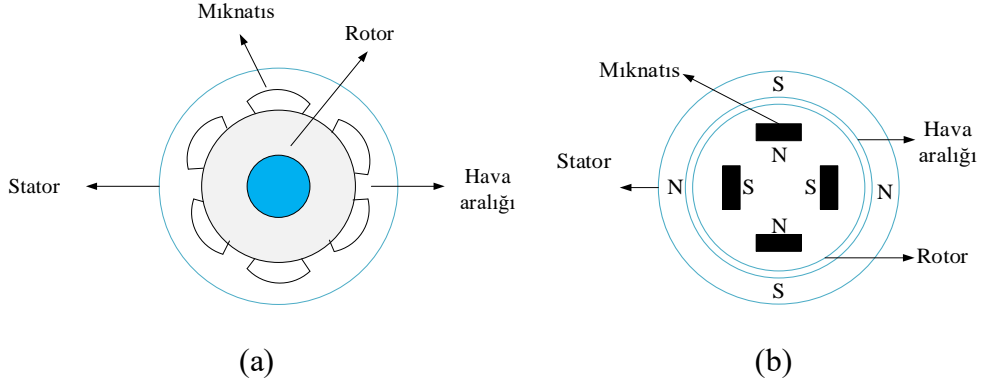 Mıknatıs
Rotor
Stator
Hava
aralığı
(a)
Mıknatıs
S
Hava
aralığı
N
Stator
N
S
S
N
N
Rotor
S
(b)